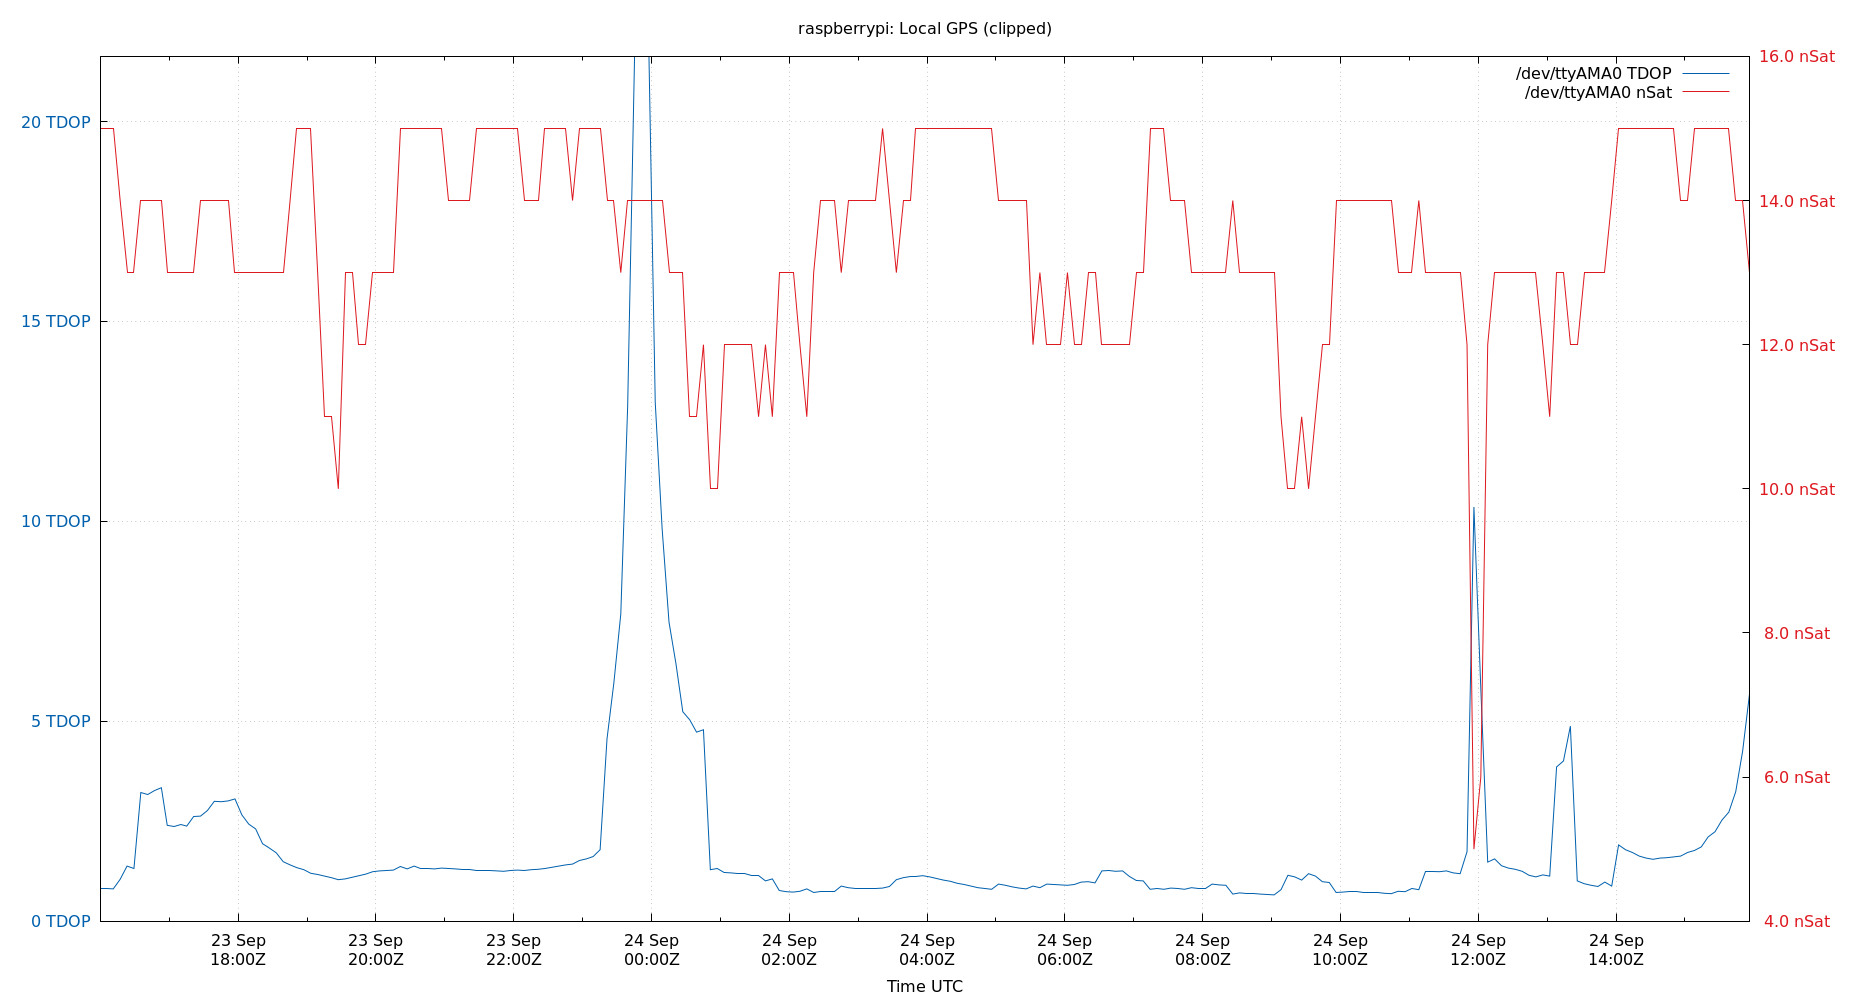 raspberrypi: Local GPS (clipped)
16.0 nSat
/dev/ttyAMA0 TDOP
/dev/ttyAMA0 nSat
20 TDOP
14.0 nSat
15 TDOP
12.0 nSat
10 TDOP
10.0 nSat
8.0 nSat
5 TDOP
6.0 nSat
0 TDOP
4.0 nSat
23 Sep
18:00Z
23 Sep
20:00Z
23 Sep
22:00Z
24 Sep
00:00Z
24 Sep
02:00Z
24 Sep
04:00Z
24 Sep
06:00Z
24 Sep
08:00Z
24 Sep
10:00Z
24 Sep
12:00Z
24 Sep
14:00Z
Time UTC